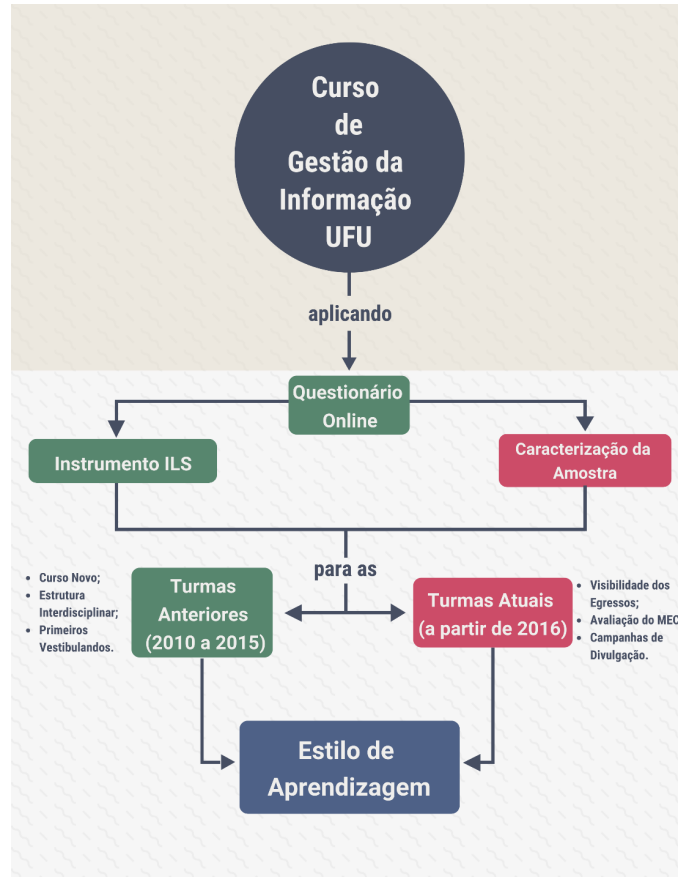 Curso
de
Gestão da
Informação
UFU
aplicando
Questionário
Online
Instrumento ILS
Caracterização da
Amostra
para as
• Curso Novo;
• Estrutura
Interdisciplinar;
• Primeiros
Vestibulandos.
Turmas
Anteriores
(2010 a 2015)
Turmas Atuais
(a partir de 2016)
• Visibilidade dos
Egressos;
• Avaliação do MEC
• Campanhas de
Divulgação.
Estilo de
Aprendizagem